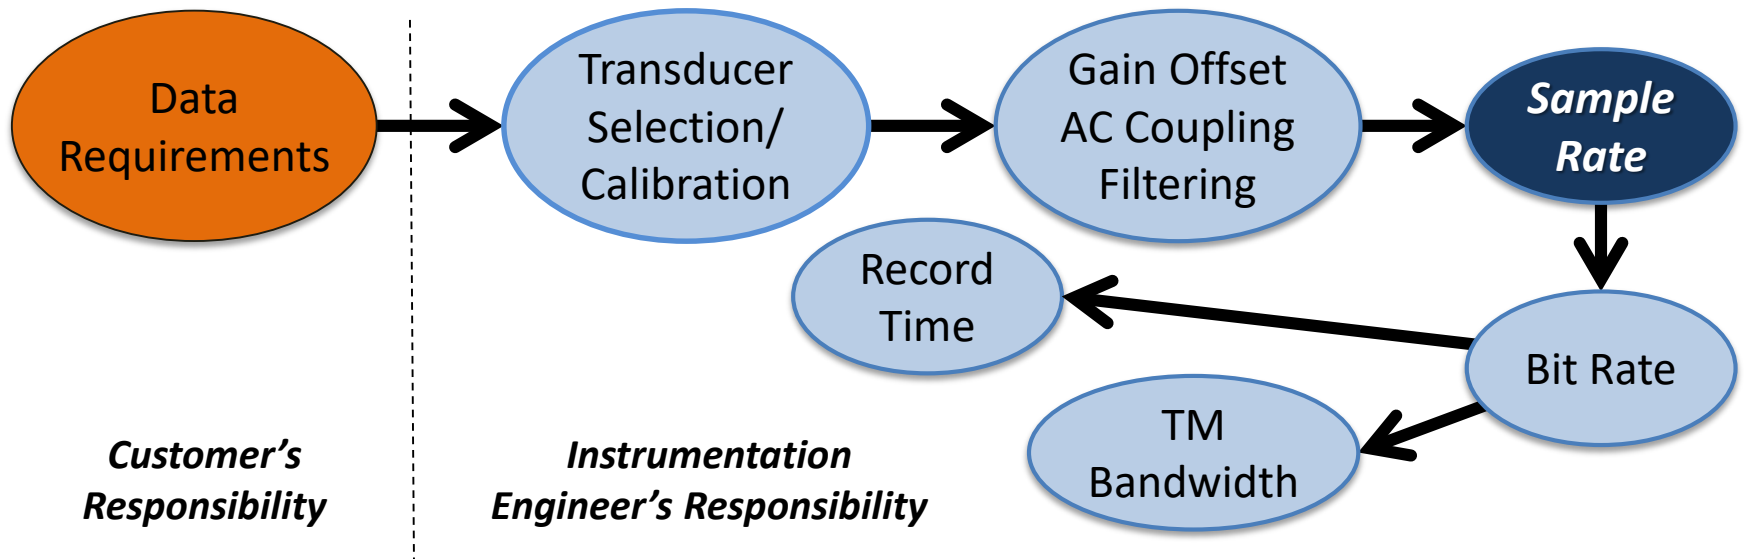 Data
Requirements
Transducer
Selection/
Calibration
Gain Offset
AC Coupling
Filtering
Sample
Rate
Record
Time
Bit Rate
TM
Bandwidth
Customer’s
Responsibility
Instrumentation
Engineer’s Responsibility